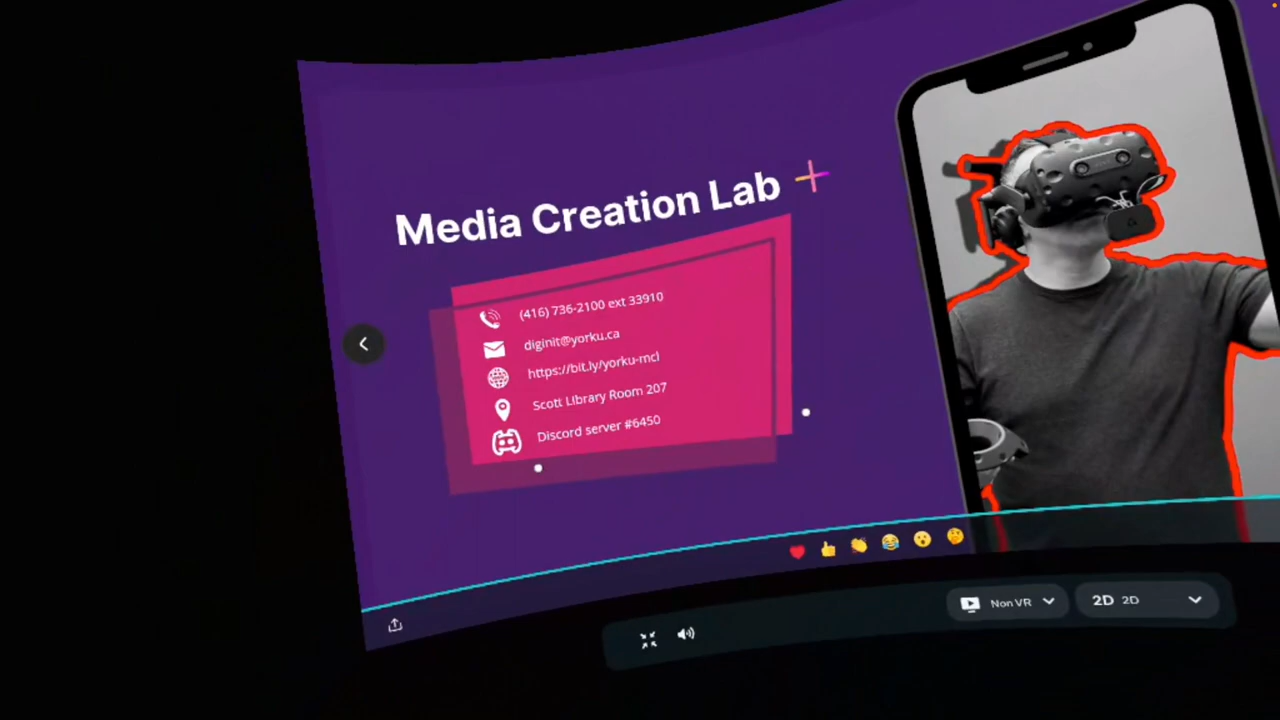 Media Creation Lab
(416) 736-2100 ext 33910
diginit@yorku.ca
https://bit.ly/yorku-mcl
Scott Library Room 207
Discord server #6450
Non VR
2D 2D